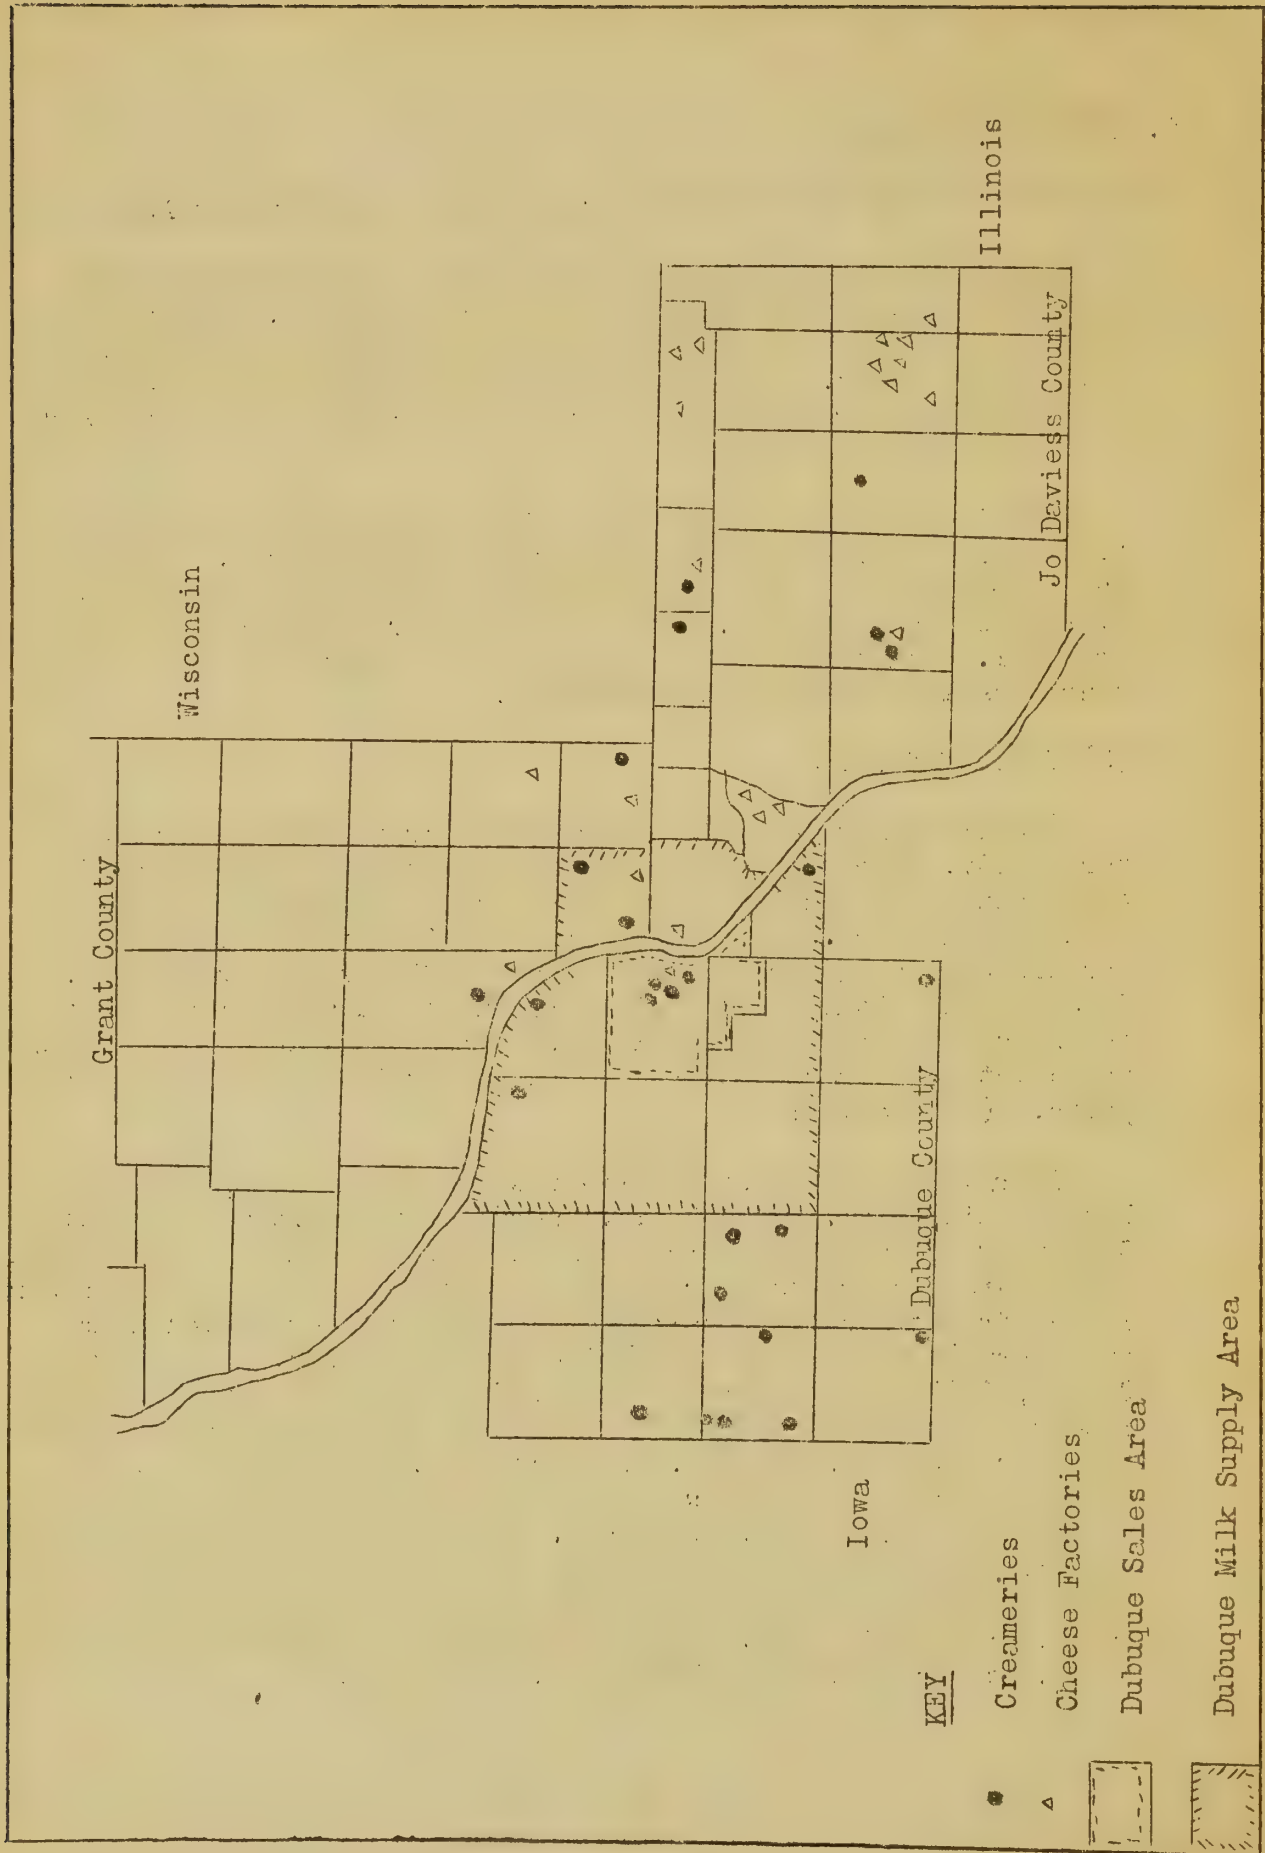 Grant County
Wisconsin
Illinois
Jo Daviess County
Dubuque County
Iowa
KEY
Creameries
Cheese Factories
Dubuque Sales Area
Dubuque Milk Supply Area